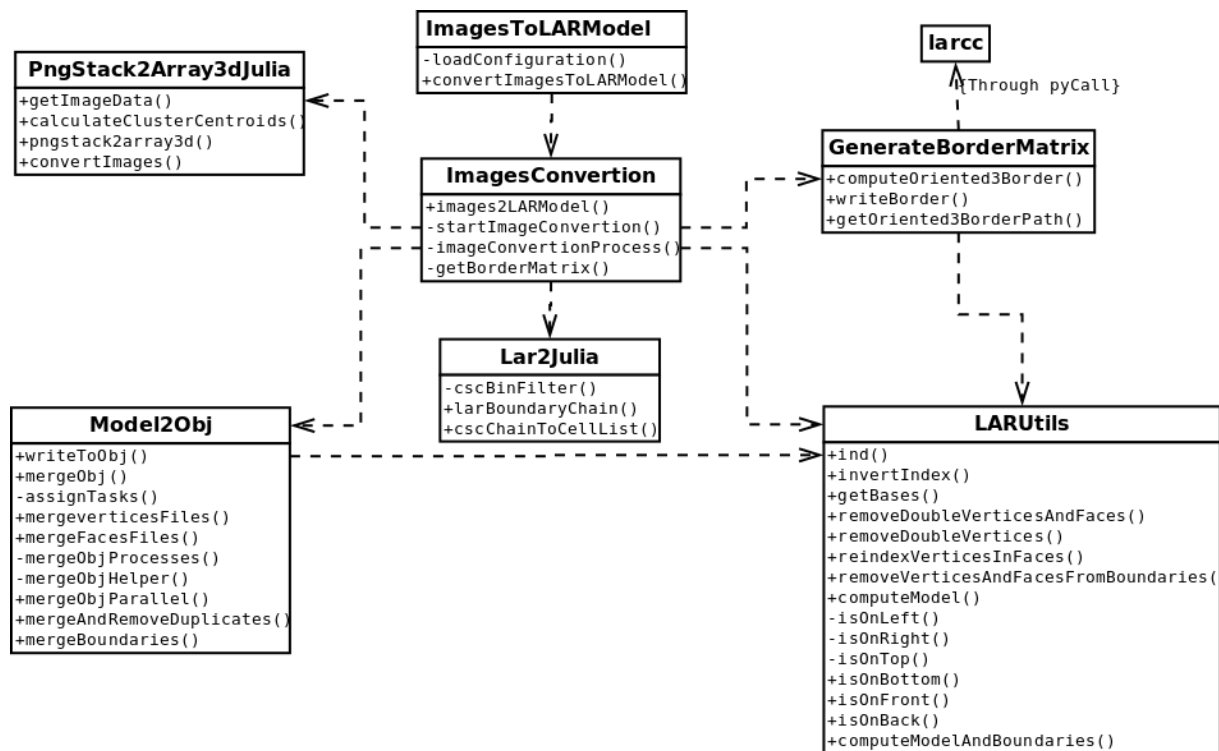 ImagesToLARModel
-loadConfiguration()
+convertImagesToLARModel()
larcc
{Through pyCall}
PngStack2Array3dJulia
+getImageData()
+calculateClusterCentroids()
+pngstack2array3d()
+convertImages()
ImagesConvertion
+images2LARModel()
-startImageConvertion()
-imageConvertionProcess()
-getBorderMatrix()
GenerateBorderMatrix
+computeOriented3Border()
+writeBorder()
+getOriented3BorderPath()
Lar2Julia
-cscBinFilter()
+larBoundaryChain()
+cscChainToCellList()
Model2Obj
+writeToObj()
+mergeObj()
-assignTasks()
+mergeverticesFiles()
+mergeFacesFiles()
-mergeObjProcesses()
-mergeObjHelper()
+mergeObjParallel()
+mergeAndRemoveDuplicates()
+mergeBoundaries()
LARUtils
+ind()
+invertIndex()
+getBases()
+removeDoubleVerticesAndFaces()
+removeDoubleVertices()
+reindexVerticesInFaces()
+removeVerticesAndFacesFromBoundaries(
+computeModel()
-isOnLeft()
-isOnRight()
-isOnTop()
+isOnBottom()
+isOnFront()
+isOnBack()
+computeModelAndBoundaries()